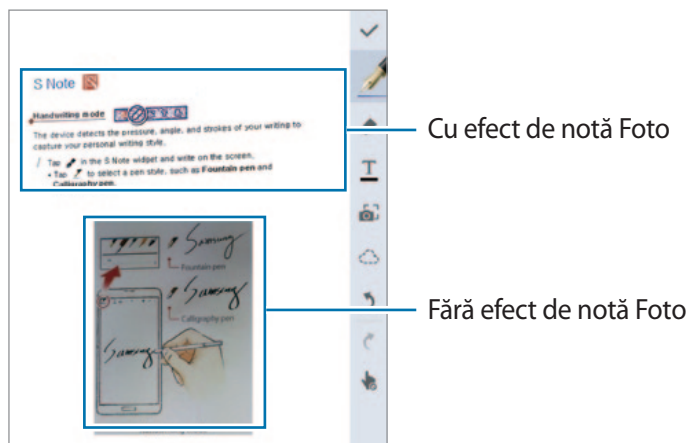 S Note
Handwriting mode
The device detects the pressure, angle, and strokes of your writing to
capture your personal writing style.
/ Tap in the S Note widget and write on the screen.
• Tap to select a pen style, such as Fountain pen and
Calligraphy pen.
Cu efect de notă Foto
T
Samsung
Fountain pen
Samsung
Calligraphy pen
Samsung
Fără efect de notă Foto